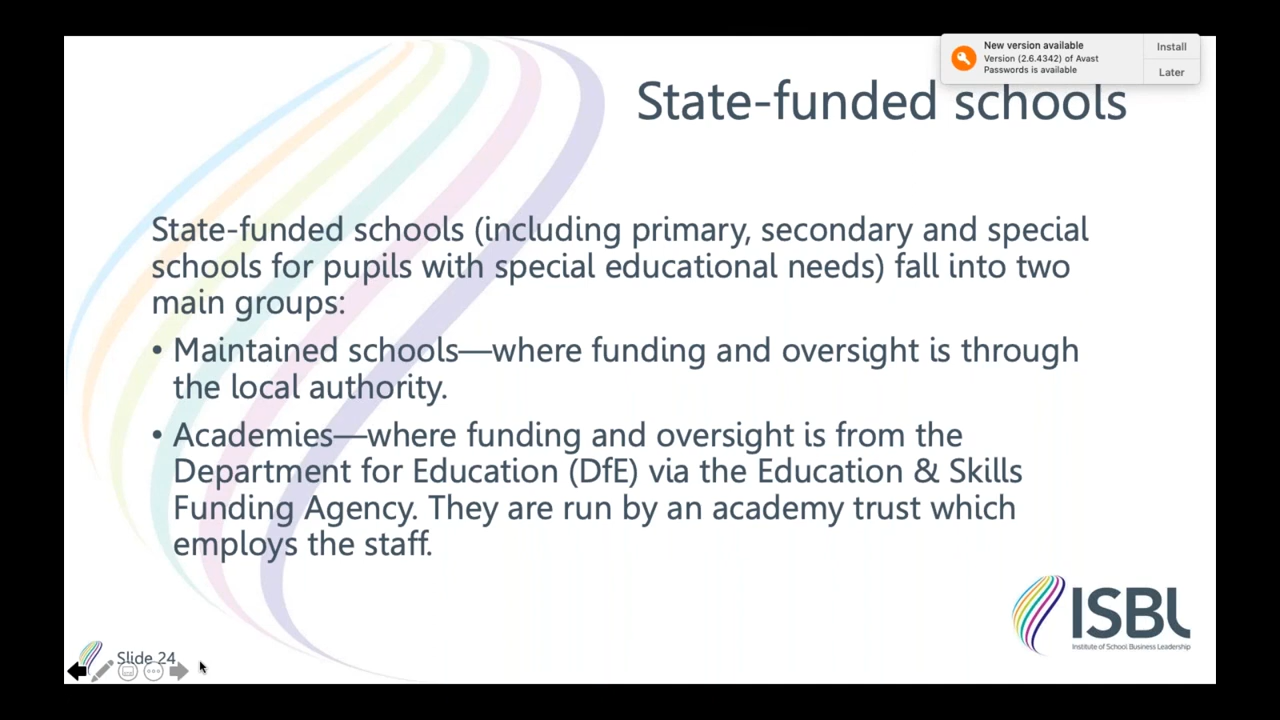 New version available
Version (2.6.4342) of Avast
Passwords is available
Install
Later
State-funded schools
State-funded schools (including primary, secondary and special
schools for pupils with special educational needs) fall into two
main groups:
• Maintained schools—where funding and oversight is through
the local authority.
• Academies—where funding and oversight is from the
Department for Education (DfE) via the Education & Skills
Funding Agency. They are run by an academy trust which
employs the staff.
ISBL
Institute of School Business Leadership
Slide 24